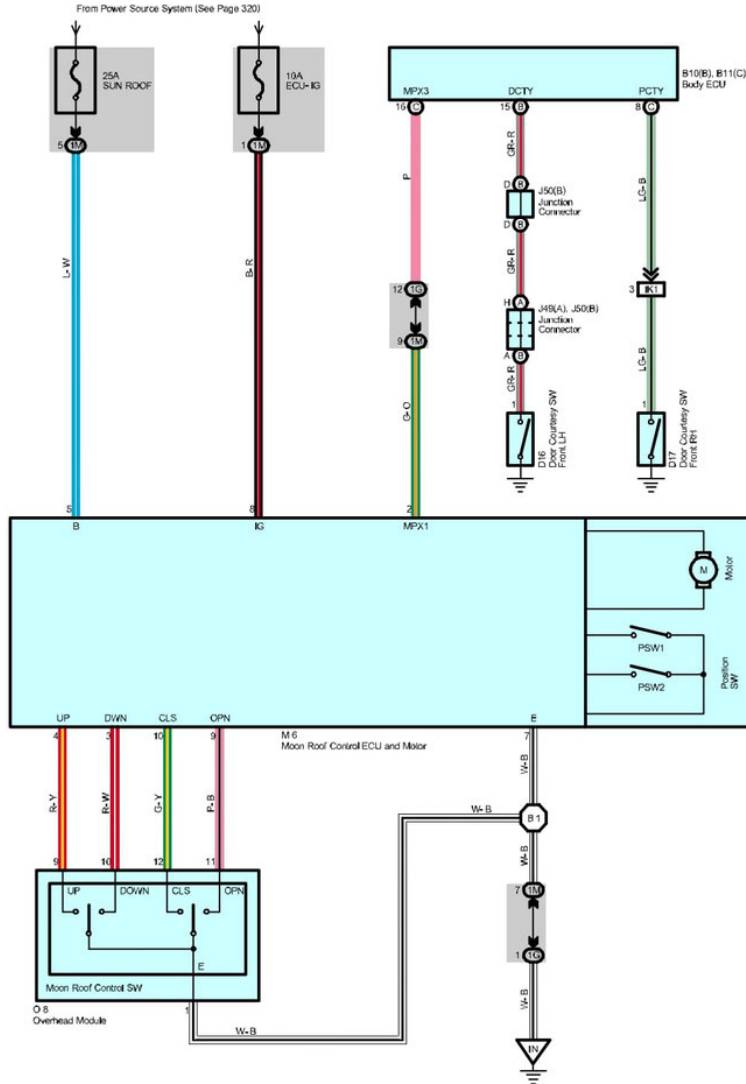 From Power Source System (See Page 320)
25A
SUN ROOF
10A
ECU-IG
B10(B), B11(C)
Body ECU
MPX3
DCTY
PCTY
16 C
15 B
8 C
5 1M
1 1M
P
GR-R
LG-B
D B
J50(B)
Junction
Connector
D B
L-W
B-R
GR-R
12 1G
3 IK1
H A
J49(A), J50(B)
Junction
Connector
9 1M
A B
G-O
GR-R
LG-B
1
1
D16
Door Courtesy SW
Front LH
D17
Door Courtesy SW
Front RH
5
8
2
B
IG
MPX1
M
Motor
PSW1
PSW2
Position
SW
UP
DWN
CLS
OPN
E
4
3
10
9
M 6
Moon Roof Control ECU and Motor
7
R-Y
R-W
G-Y
P-B
W-B
W-B
B 1
W-B
9
10
12
11
UP
DOWN
CLS
OPN
7 1M
E
1 1G
Moon Roof Control SW
O 8
Overhead Module
1
W-B
W-B
IN